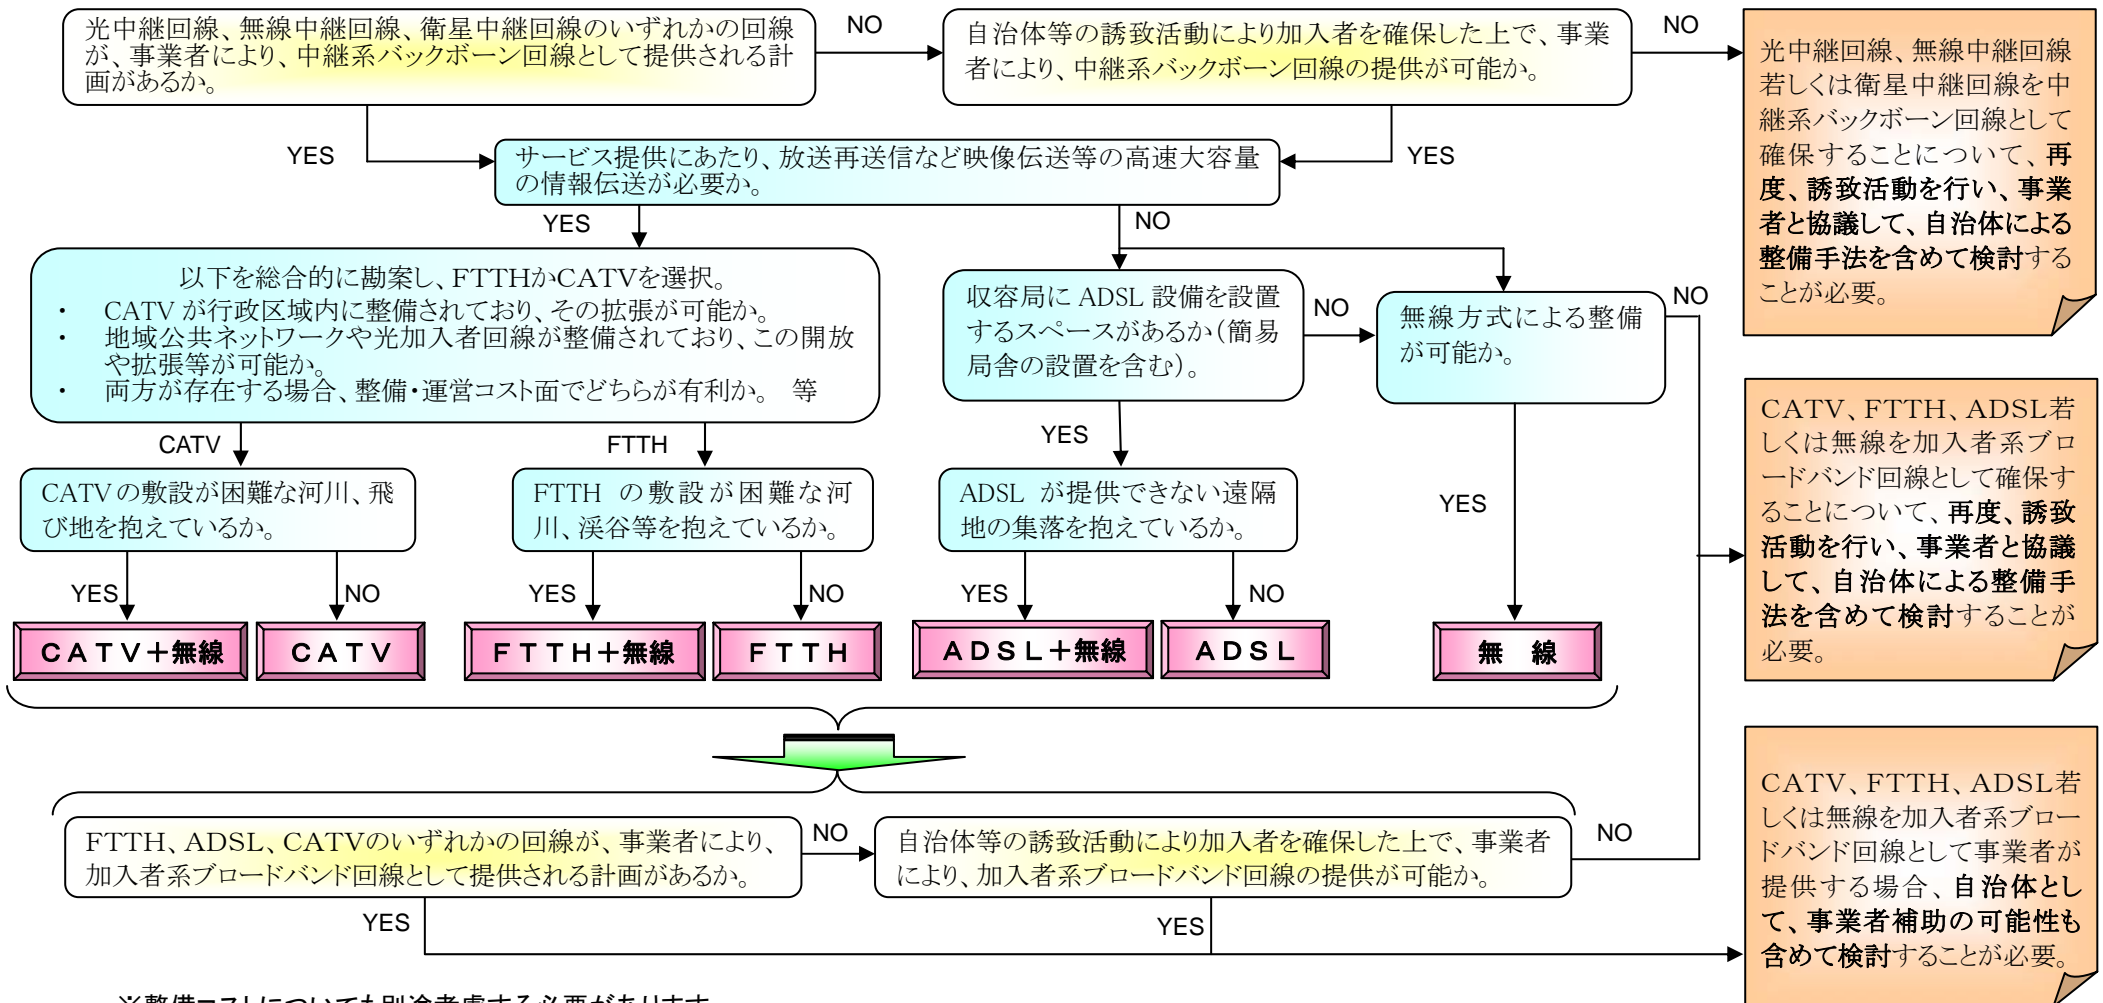 光中継回線、無線中継回線、衛星中継回線のいずれかの回線
が、事業者により、中継系バックボーン回線として提供される計
画があるか。
NO
自治体等の誘致活動により加入者を確保した上で、事業
者により、中継系バックボーン回線の提供が可能か。
NO
光中継回線、無線中継回線
若しくは衛星中継回線を中
継系バックボーン回線として
確保することについて、再
度、誘致活動を行い、事業
者と協議して、自治体による
整備手法を含めて検討する
ことが必要。
YES
YES
サービス提供にあたり、放送再送信など映像伝送等の高速大容量
の情報伝送が必要か。
YES
NO
以下を総合的に勘案し、FTTHかCATVを選択。
・ CATV が行政区域内に整備されており、その拡張が可能か。
・ 地域公共ネットワークや光加入者回線が整備されており、この開放
や拡張等が可能か。
・ 両方が存在する場合、整備・運営コスト面でどちらが有利か。 等
収容局に ADSL 設備を設置
するスペースがあるか(簡易
局舎の設置を含む)。
NO
無線方式による整備
が可能か。
NO
CATV
FTTH
YES
YES
CATVの敷設が困難な河川、飛
び地を抱えているか。
FTTH の敷設が困難な河
川、渓谷等を抱えているか。
ADSL が提供できない遠隔
地の集落を抱えているか。
CATV、FTTH、ADSL若
しくは無線を加入者系ブロ
ードバンド回線として確保す
ることについて、再度、誘致
活動を行い、事業者と協議
して、自治体による整備手
法を含めて検討することが
必要。
YES
NO
YES
NO
YES
NO
CATV+無線
CATV
FTTH+無線
FTTH
ADSL+無線
ADSL
無 線
FTTH、ADSL、CATVのいずれかの回線が、事業者により、
加入者系ブロードバンド回線として提供される計画があるか。
NO
自治体等の誘致活動により加入者を確保した上で、事業者
により、加入者系ブロードバンド回線の提供が可能か。
NO
YES
YES
CATV、FTTH、ADSL若
しくは無線を加入者系ブロー
ドバンド回線として事業者が
提供する場合、自治体とし
て、事業者補助の可能性も
含めて検討することが必要。
※整備コストについても別途考慮する必要があります